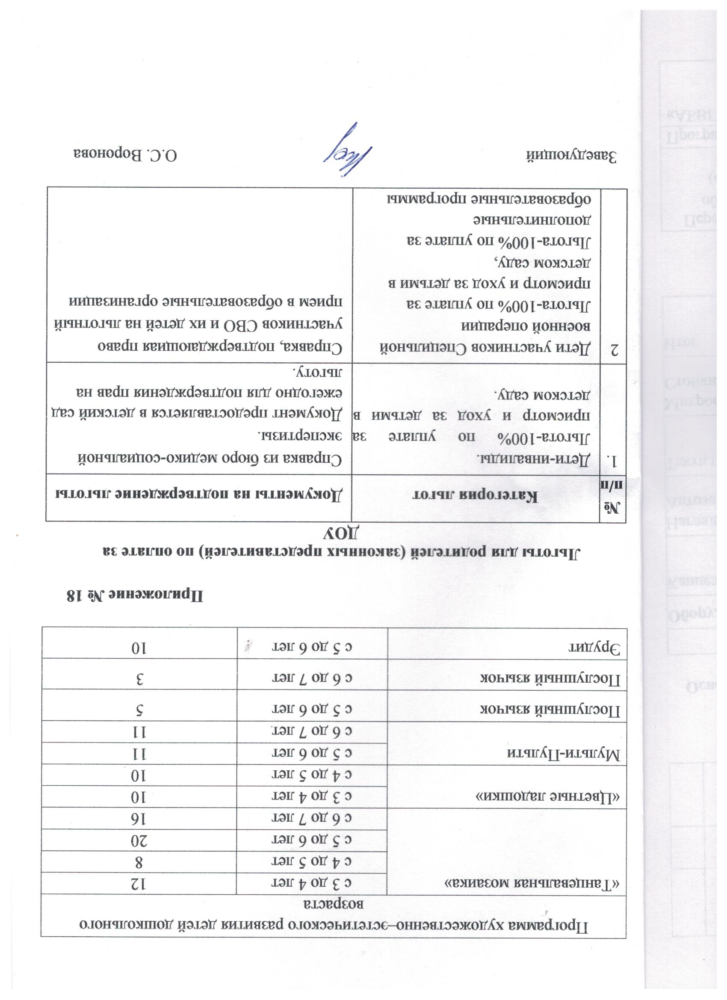 Программа художественно–эстетического развития детей дошкольного
возраста
«Танцевальная мозаика» с 3 до 4 лет 12
с 4 до 5 лет 8
с 5 до 6 лет 20
с 6 до 7 лет 16
«Цветные ладошки» с 3 до 4 лет 10
с 4 до 5 лет 10
Мульти-Пульти с 5 до 6 лет 11
с 6 до 7 лет 11
Послушный язычок с 5 до 6 лет 5
Послушный язычок с 6 до 7 лет 3
Эрудит с 5 до 6 лет 10
Приложение № 18
Льготы для родителей (законных представителей) по оплате за
ДОУ
№
п/п
Категория льгот
Документы на подтверждение льготы
1.
Дети-инвалиды.
Льгота-100% по уплате за
присмотр и уход за детьми в
детском саду.
Справка из бюро медико-социальной
экспертизы.
Документ предоставляется в детский сад
ежегодно для подтверждения прав на
льготу.
2
Дети участников Специльной
военной операции
Льгота-100% по уплате за
присмотр и уход за детьми в
детском саду,
Льгота-100% по уплате за
дополнительные
образовательные программы
Справка, подтверждающая право
участников СВО и их детей на льготный
прием в образовательные организации
Заведующий О.С. Воронова